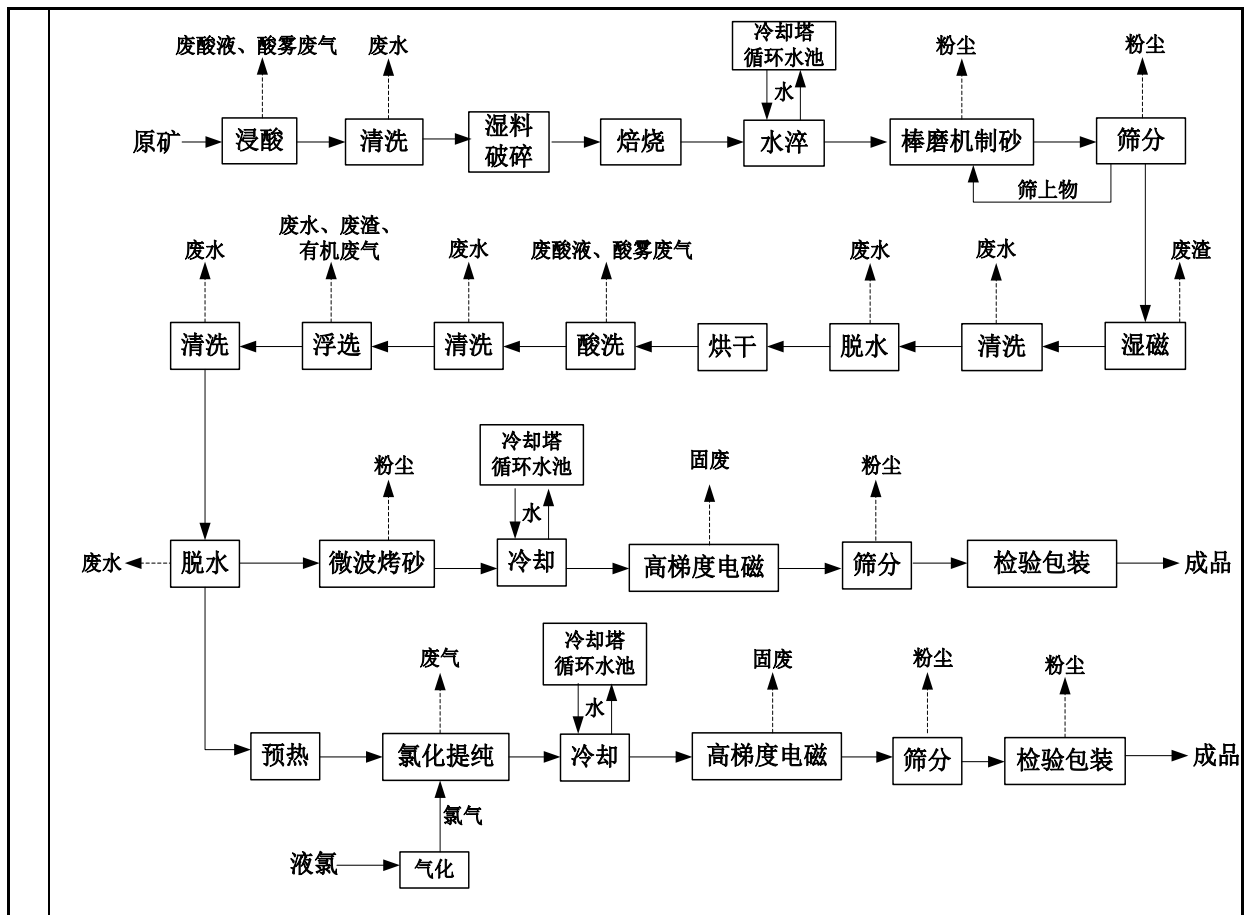 废酸液、酸雾废气
废水
冷却塔
循环水池
粉尘
粉尘
水
原矿
浸酸
清洗
湿料
破碎
焙烧
水淬
棒磨机制砂
筛分
筛上物
废水
废水、废渣、
有机废气
废水
废酸液、酸雾废气
废水
废水
废渣
清洗
浮选
清洗
酸洗
烘干
脱水
清洗
湿磁
冷却塔
循环水池
粉尘
固废
粉尘
水
废水
脱水
微波烤砂
冷却
高梯度电磁
筛分
检验包装
成品
冷却塔
循环水池
废气
固废
粉尘
粉尘
水
预热
氯化提纯
冷却
高梯度电磁
筛分
检验包装
成品
氯气
液氯
气化